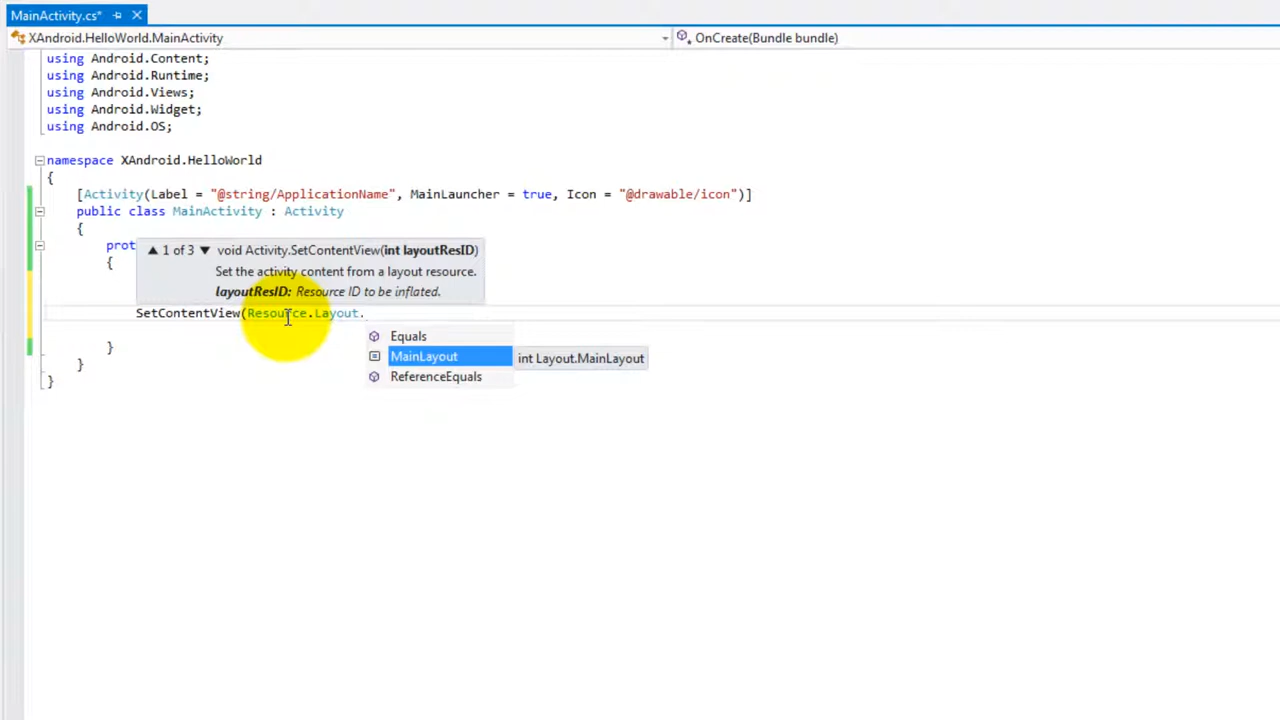 MainActivity.cs*
XAndroid.HelloWorld.MainActivity
OnCreate(Bundle bundle)
using Android.Content;
using Android.Runtime;
using Android.Views;
using Android.Widget;
using Android.OS;
namespace XAndroid.HelloWorld
{
[Activity(Label = "@string/ApplicationName", MainLauncher = true, Icon = "@drawable/icon")]
public class MainActivity : Activity
{
prot
1 of 3 void Activity.SetContentView(int layoutResID)
{
Set the activity content from a layout resource.
layoutResID: Resource ID to be inflated.
SetContentView(Resource.Layout.
Equals
MainLayout
int Layout.MainLayout
ReferenceEquals
}
}
}